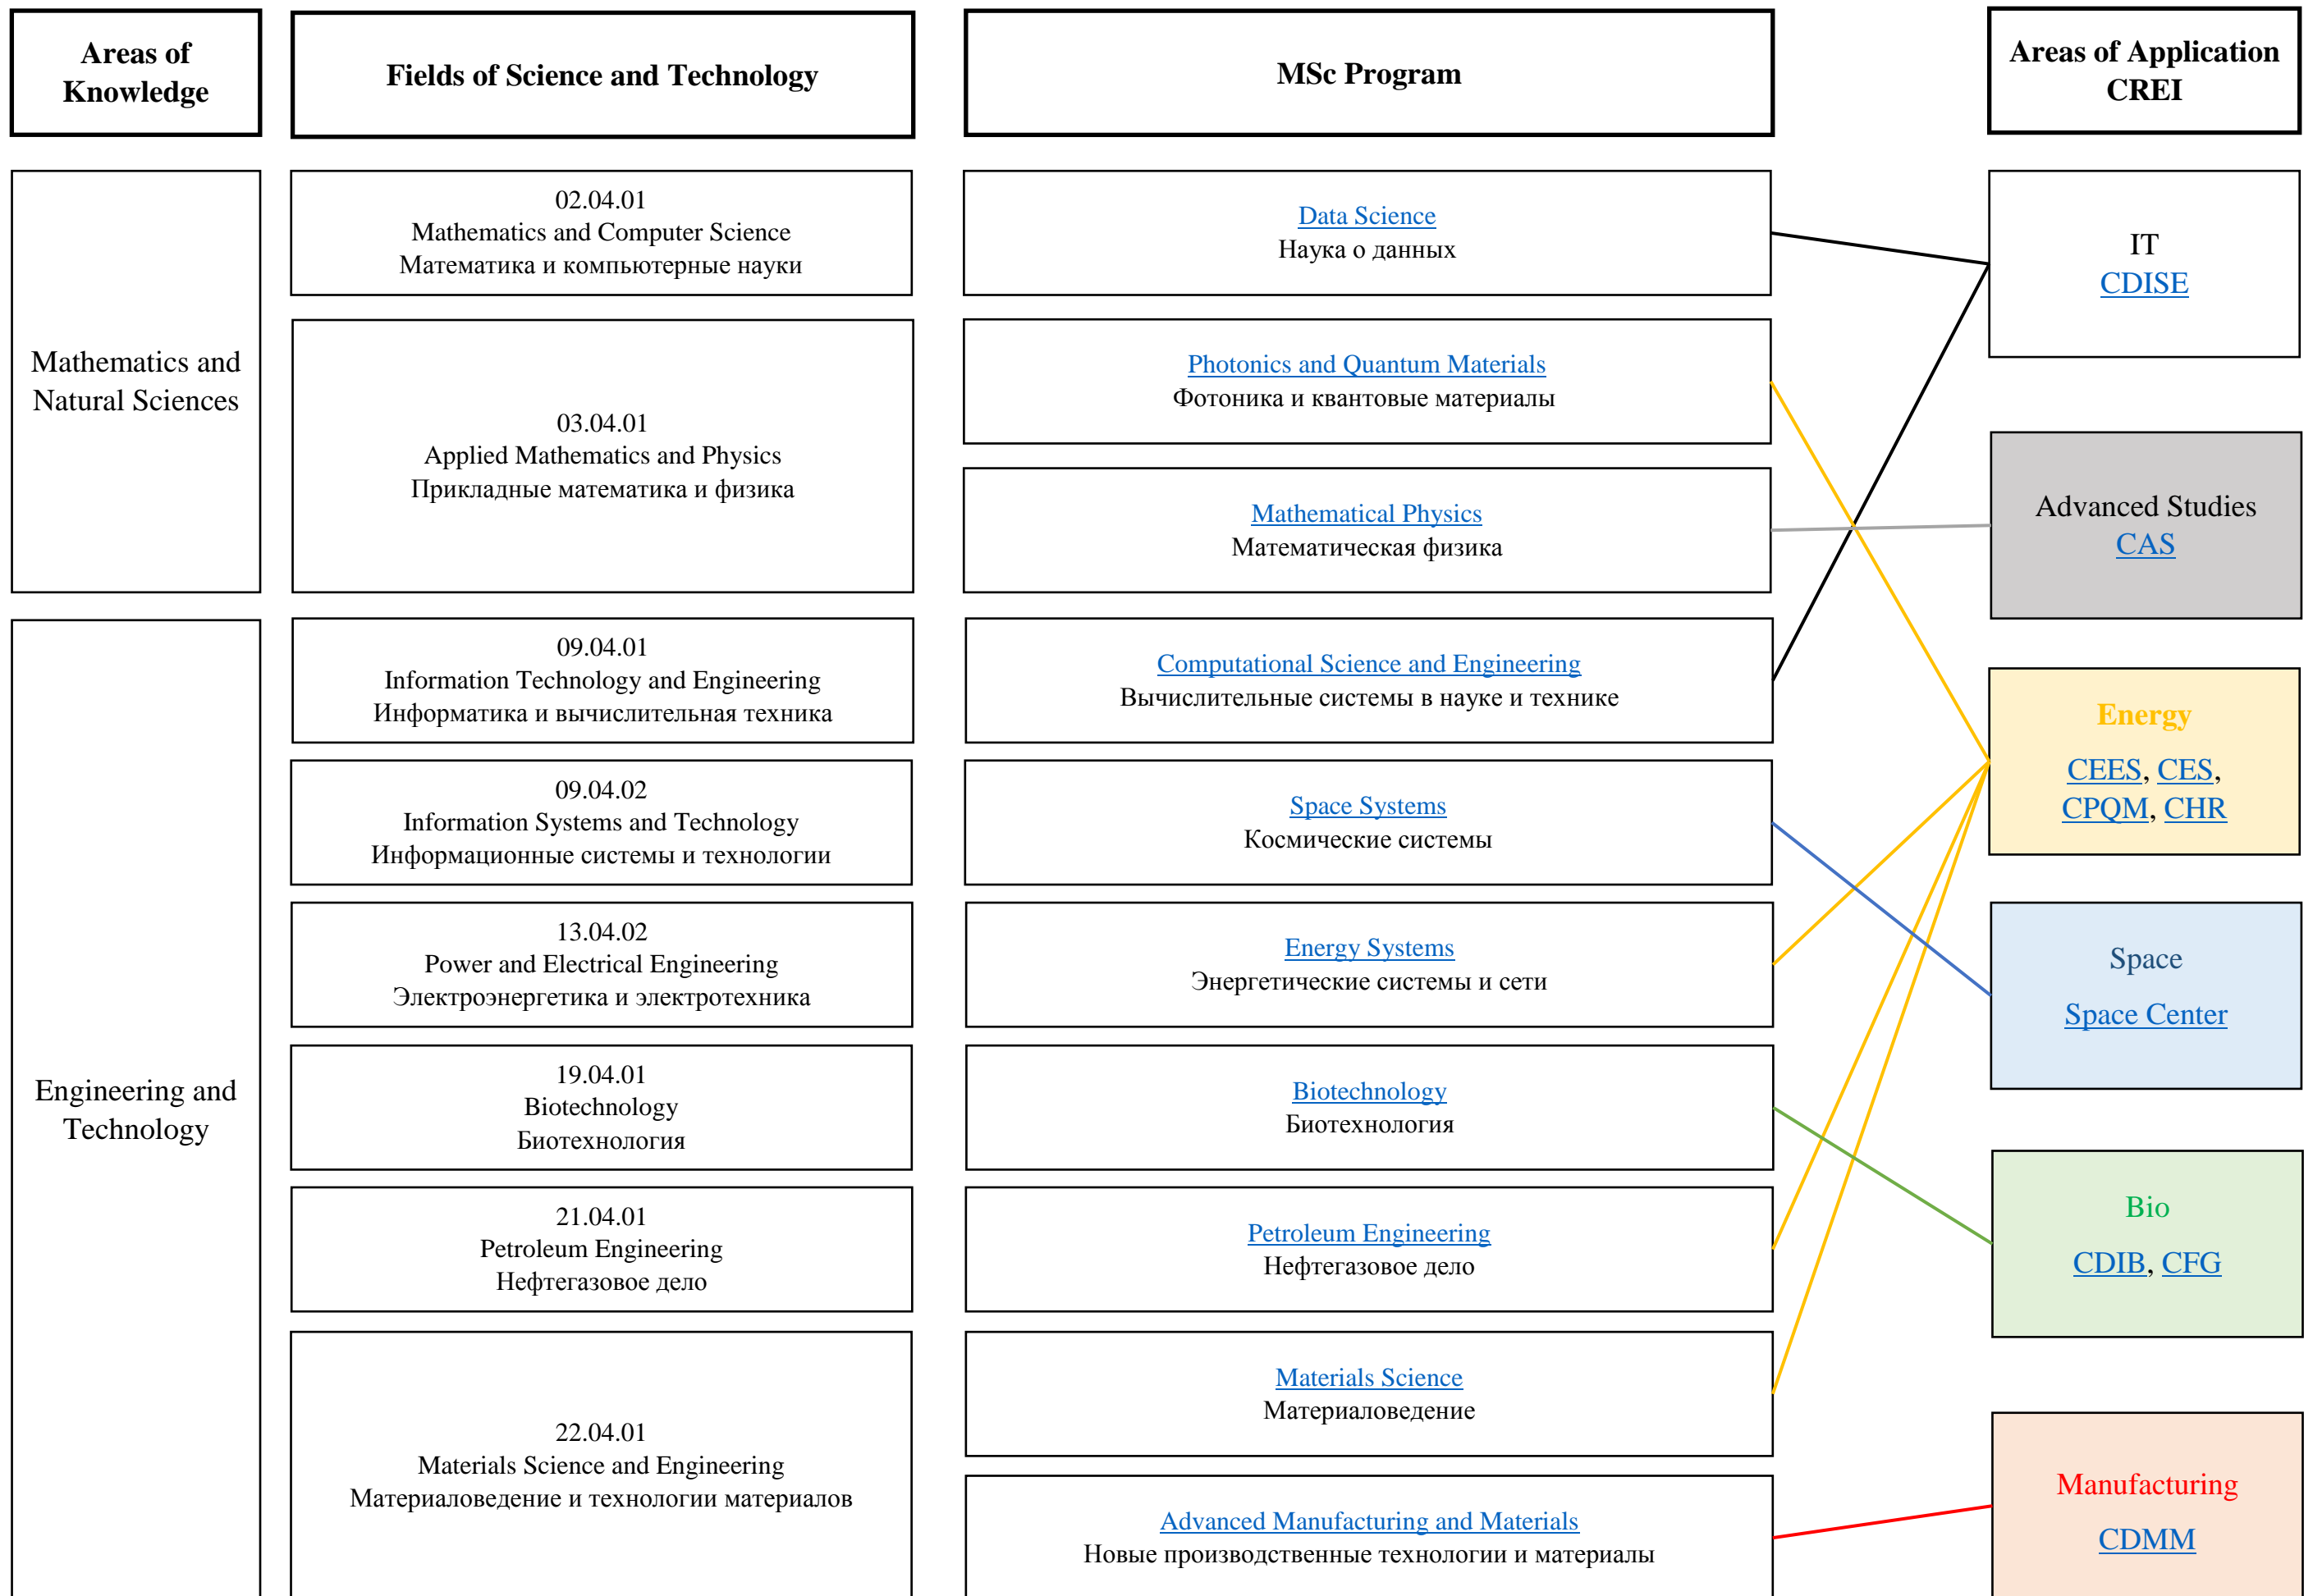 Areas of
Knowledge
Fields of Science and Technology
MSc Program
Areas of Application
CREI
Mathematics and
Natural Sciences
02.04.01
Mathematics and Computer Science
Математика и компьютерные науки
Data Science
Наука о данных
IT
CDISE
03.04.01
Applied Mathematics and Physics
Прикладные математика и физика
Photonics and Quantum Materials
Фотоника и квантовые материалы
Mathematical Physics
Математическая физика
Advanced Studies
CAS
Engineering and
Technology
09.04.01
Information Technology and Engineering
Информатика и вычислительная техника
Computational Science and Engineering
Вычислительные системы в науке и технике
Energy
CEES, CES,
CPQM, CHR
09.04.02
Information Systems and Technology
Информационные системы и технологии
Space Systems
Космические системы
13.04.02
Power and Electrical Engineering
Электроэнергетика и электротехника
Energy Systems
Энергетические системы и сети
Space
Space Center
19.04.01
Biotechnology
Биотехнология
Biotechnology
Биотехнология
Bio
CDIB, CFG
21.04.01
Petroleum Engineering
Нефтегазовое дело
Petroleum Engineering
Нефтегазовое дело
22.04.01
Materials Science and Engineering
Материаловедение и технологии материалов
Materials Science
Материаловедение
Advanced Manufacturing and Materials
Новые производственные технологии и материалы
Manufacturing
CDMM